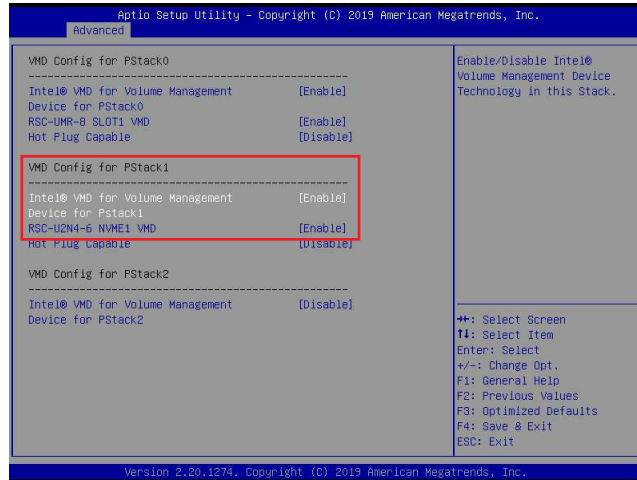 Aptio Setup Utility – Copyright (C) 2019 American Megatrends, Inc.
Advanced
VMD Config for PStack0
------------------------------------------------
Intel® VMD for Volume Management [Enable]
Device for PStack0
RSC-UMR-8 SLOT1 VMD [Enable]
Hot Plug Capable [Disable]
VMD Config for PStack1
------------------------------------------------
Intel® VMD for Volume Management [Enable]
Device for Pstack1
RSC-U2N4-6 NVME1 VMD [Enable]
Hot Plug Capable [Disable]
VMD Config for PStack2
------------------------------------------------
Intel® VMD for Volume Management [Disable]
Device for PStack2
Enable/Disable Intel®
Volume Management Device
Technology in this Stack.
→←: Select Screen
↑↓: Select Item
Enter: Select
+/-: Change Opt.
F1: General Help
F2: Previous Values
F3: Optimized Defaults
F4: Save & Exit
ESC: Exit
Version 2.20.1274. Copyright (C) 2019 American Megatrends, Inc.